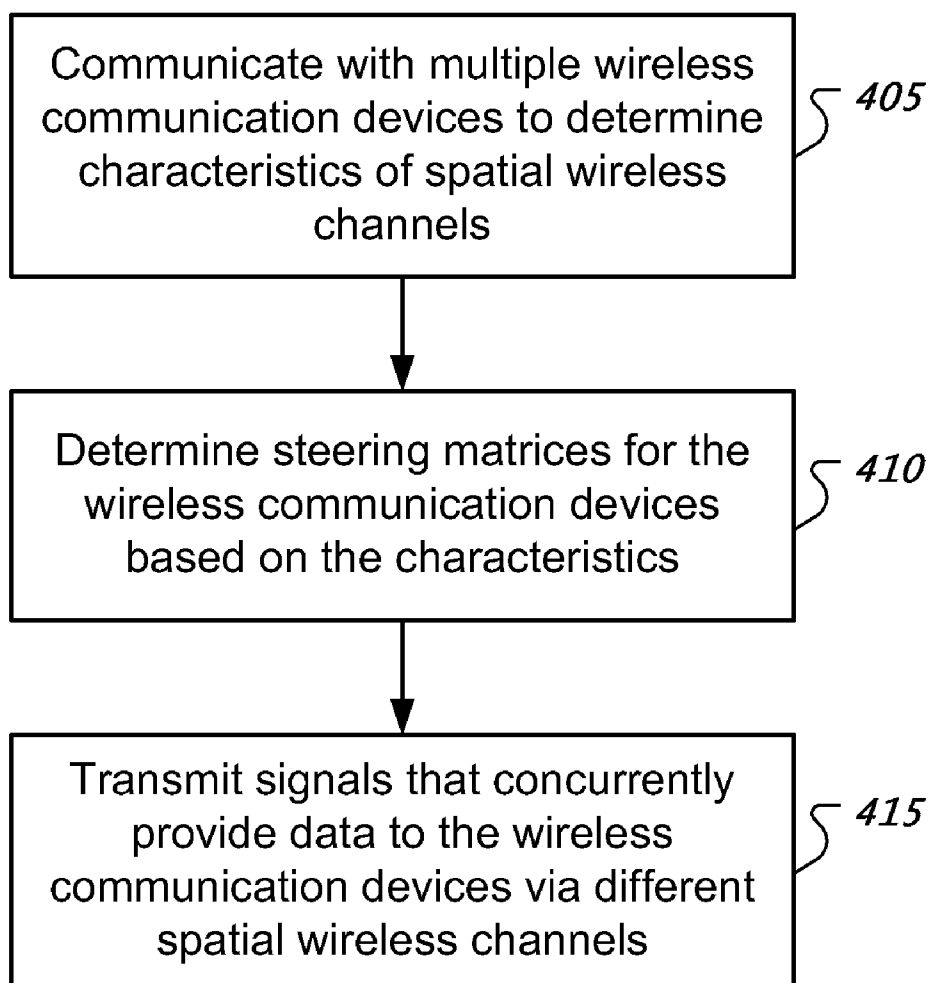 Communicate with multiple wireless
communication devices to determine
characteristics of spatial wireless
channels
405
Determine steering matrices for the
wireless communication devices
based on the characteristics
410
Transmit signals that concurrently
provide data to the wireless
communication devices via different
spatial wireless channels
415